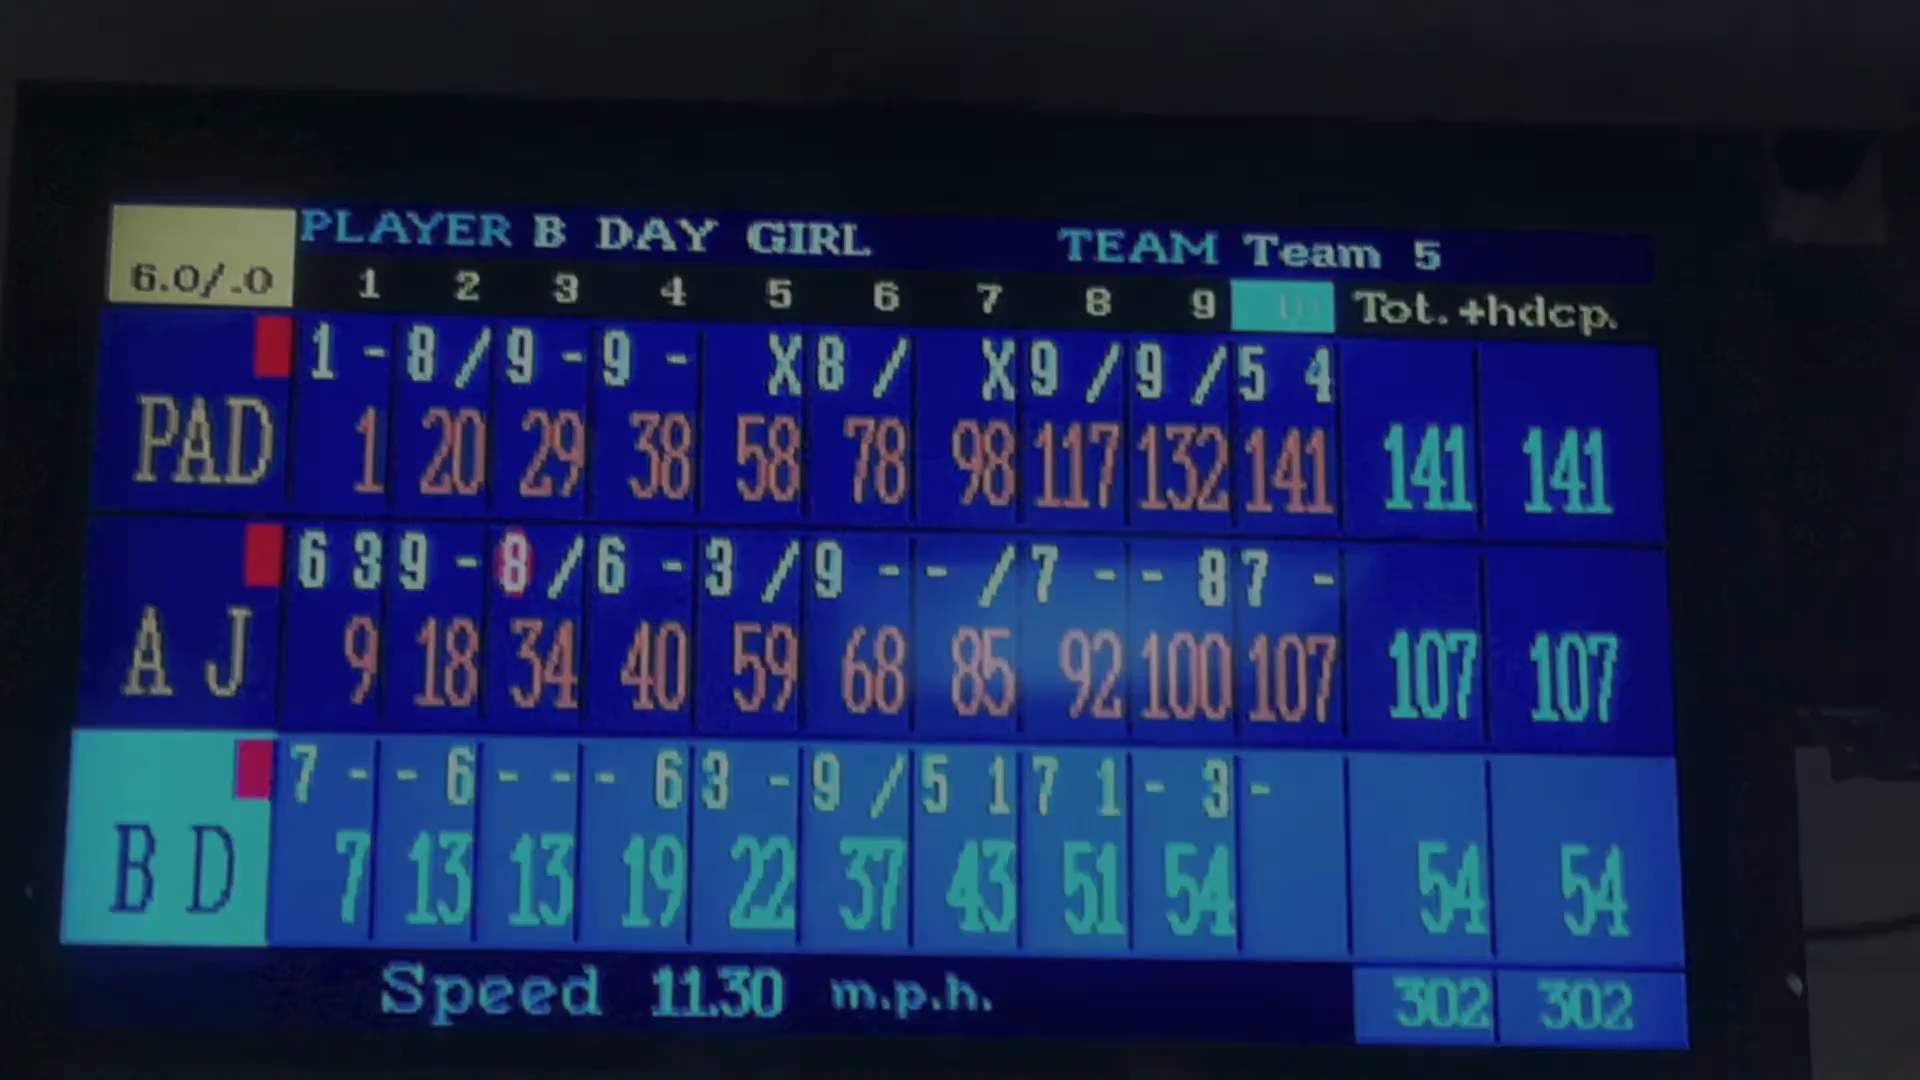 PLAYER B DAY GIRL TEAM Team 5
6.0/.0 1 2 3 4 5 6 7 8 9 10 Tot. +hdcp.
1 - 8 / 9 - 9 - X 8 / X 9 / 9 / 5 4
PAD 1 20 29 38 58 78 98 117 132 141 141 141
6 3 9 - 8 / 6 - 3 / 9 - - / 7 - - 8 7 -
A J 9 18 34 40 59 68 85 92 100 107 107 107
7 - - 6 - - - 6 3 - 9 / 5 1 7 1 - 3 -
B D 7 13 13 19 22 37 43 51 54 54 54
Speed 11.30 m.p.h. 302 302